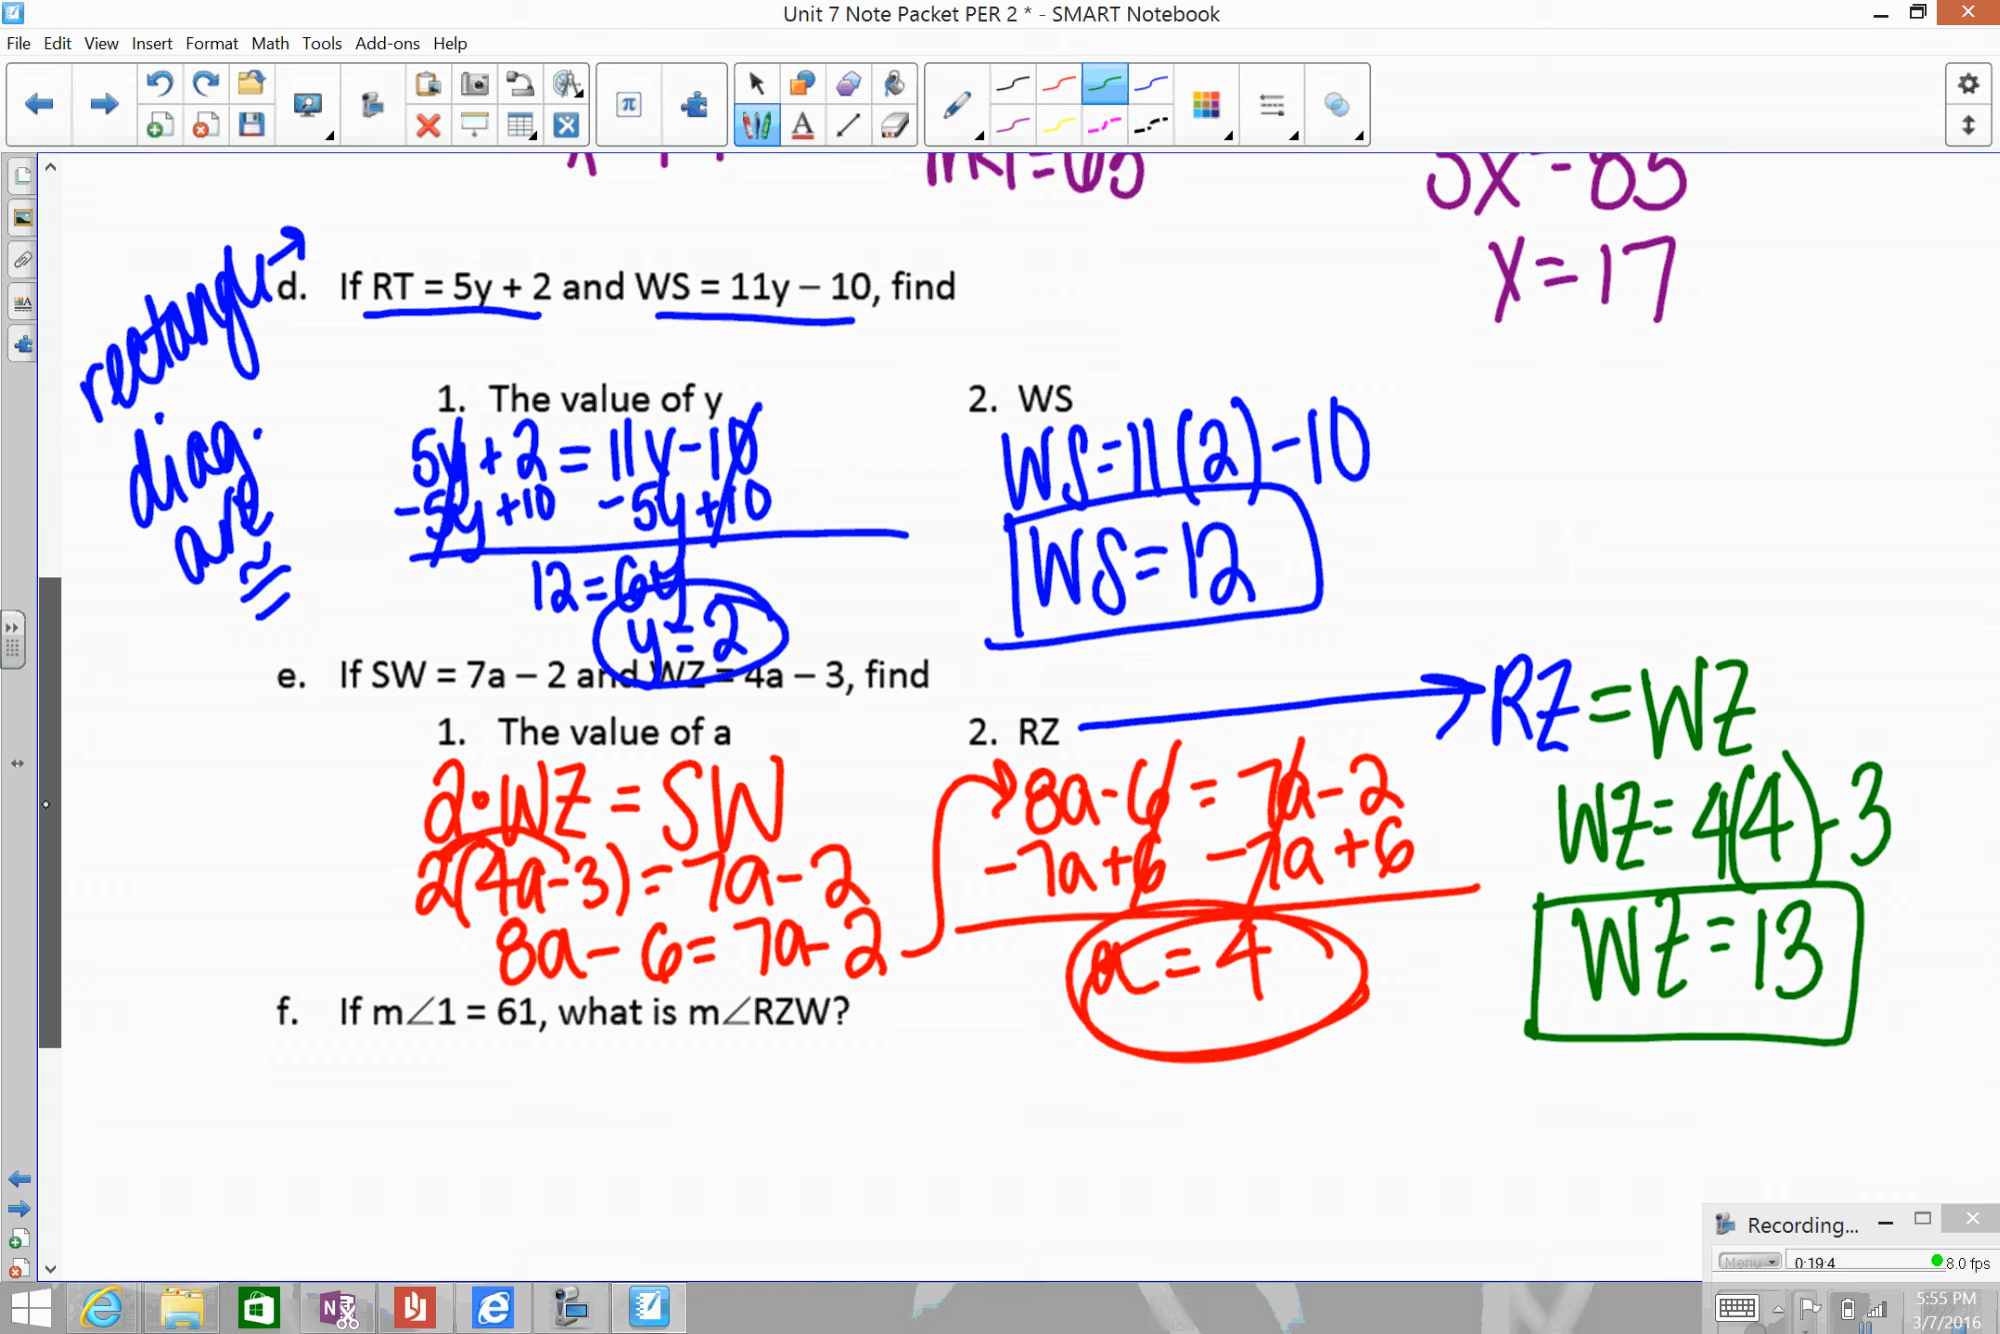 Unit 7 Note Packet PER 2 * - SMART Notebook
File Edit View Insert Format Math Tools Add-ons Help
5x = 85
x = 17
rectangle →
d. If RT = 5y + 2 and WS = 11y – 10, find
diag. are ≅
1. The value of y
5y + 2 = 11y - 10
-5y +10 -5y +10
12 = 6y
y = 2
2. WS
WS = 11(2) - 10
WS = 12
e. If SW = 7a – 2 and WZ = 4a – 3, find
1. The value of a
2 • WZ = SW
2(4a - 3) = 7a - 2
8a - 6 = 7a - 2
2. RZ
8a - 6 = 7a - 2
-7a + 6 -7a + 6
a = 4
RZ = WZ
WZ = 4(4) - 3
WZ = 13
f. If m∠1 = 61, what is m∠RZW?
Recording...
Menu 0:19:4 8.0 fps
5:55 PM
3/7/2016